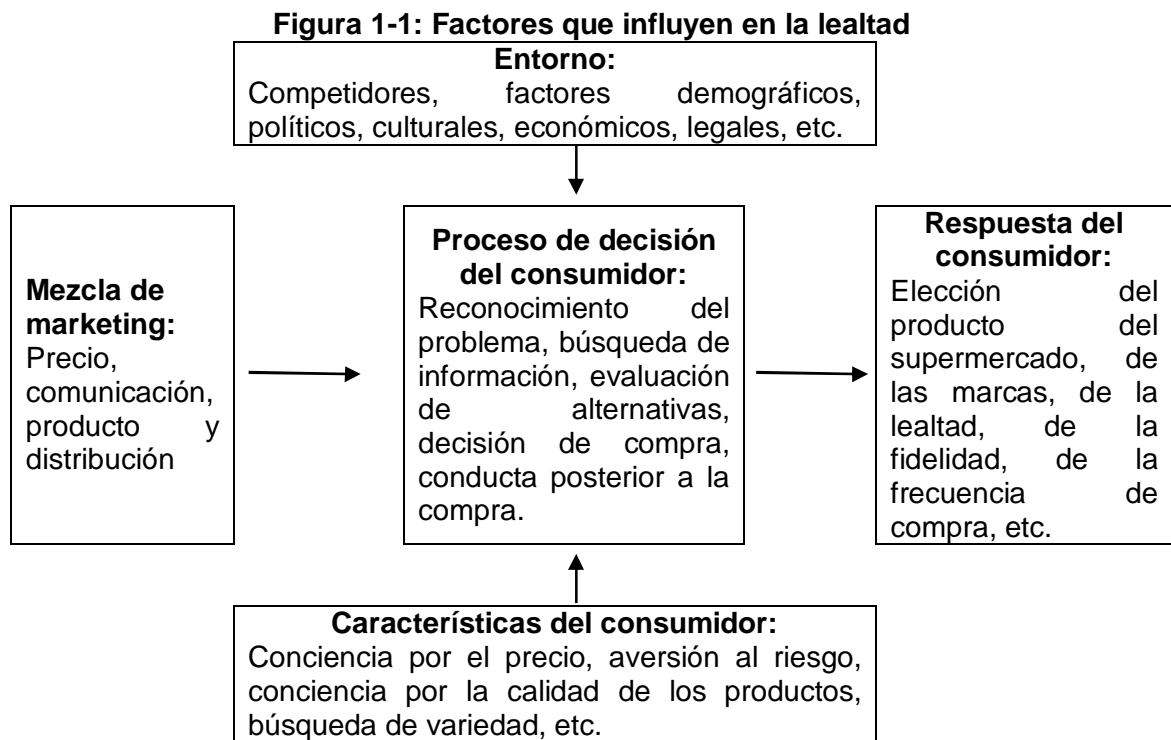 Figura 1-1: Factores que influyen en la lealtad
Entorno:
Competidores, factores demográficos,
políticos, culturales, económicos, legales, etc.
Mezcla de
marketing:
Precio,
comunicación,
producto y
distribución
Proceso de decisión
del consumidor:
Reconocimiento del
problema, búsqueda de
información, evaluación
de alternativas,
decisión de compra,
conducta posterior a la
compra.
Respuesta del
consumidor:
Elección del
producto del
supermercado, de
las marcas, de la
lealtad, de la
fidelidad, de la
frecuencia de
compra, etc.
Características del consumidor:
Conciencia por el precio, aversión al riesgo,
conciencia por la calidad de los productos,
búsqueda de variedad, etc.